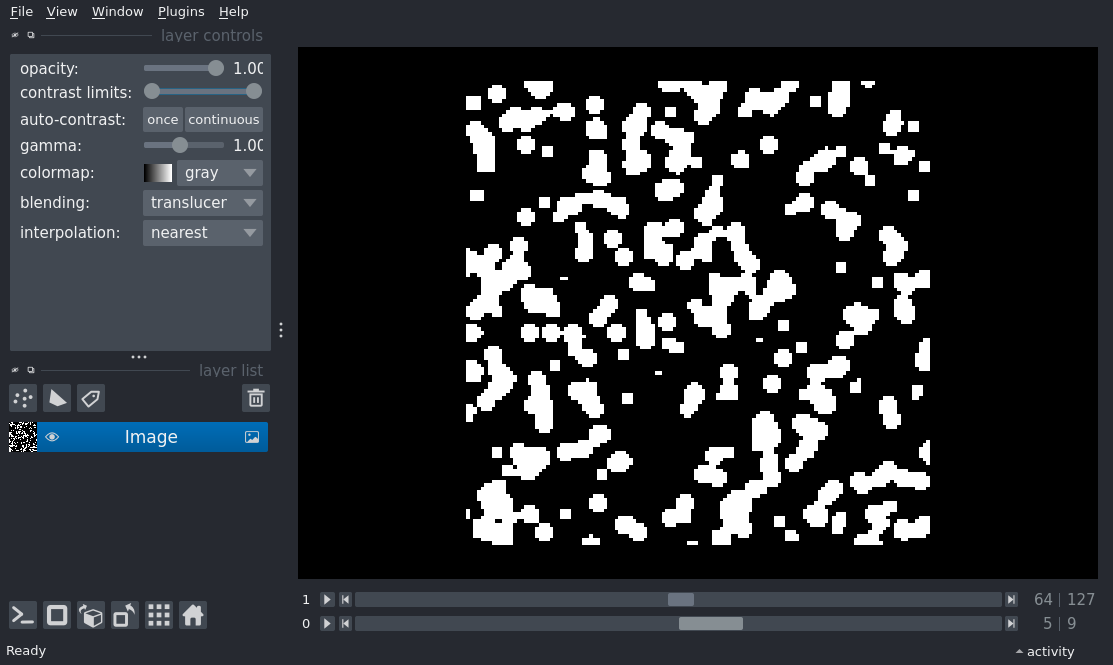 File View Window Plugins Help
layer controls
opacity: 1.00
contrast limits:
auto-contrast: once continuous
gamma: 1.00
colormap: gray
blending: translucer
interpolation: nearest
layer list
Image
1 64 | 127
0 5 | 9
Ready activity